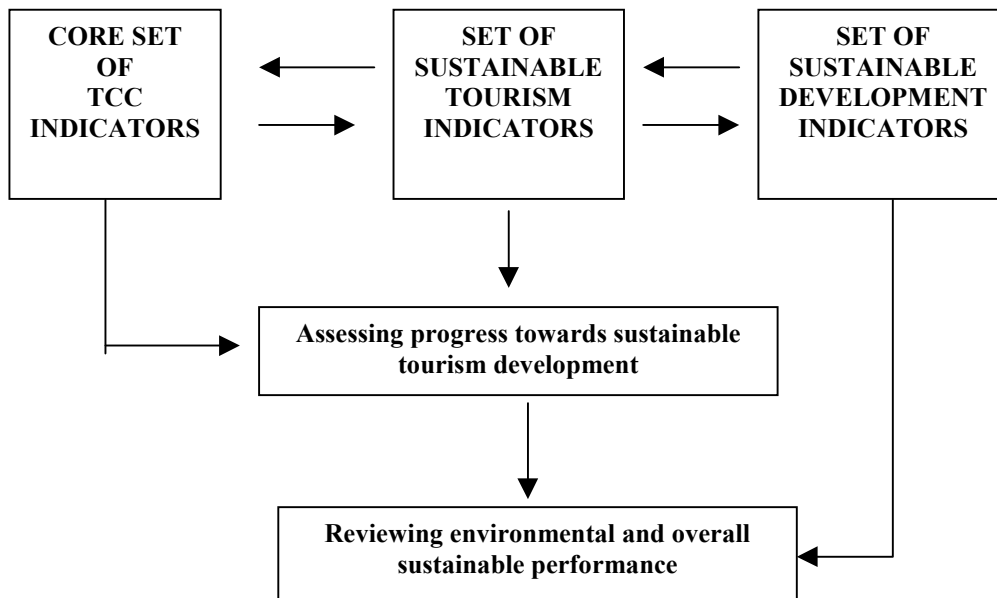 CORE SET
OF
TCC
INDICATORS
SET OF
SUSTAINABLE
TOURISM
INDICATORS
SET OF
SUSTAINABLE
DEVELOPMENT
INDICATORS
Assessing progress towards sustainable
tourism development
Reviewing environmental and overall
sustainable performance